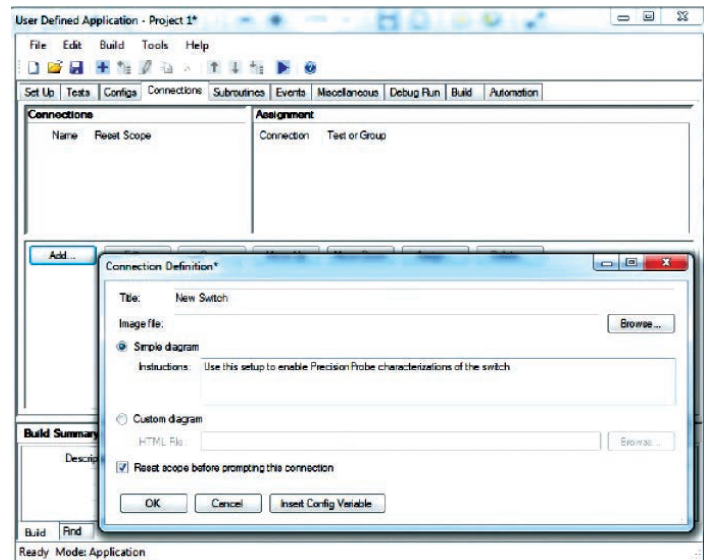 User Defined Application - Project 1*
File Edit Build Tools Help
Set Up Tests Configs Connections Subroutines Events Miscellaneous Debug Run Build Automation
Connections
Name Reset Scope
Assignment
Connection Test or Group
Add...
Connection Definition*
Title: New Switch
Image file:
Browse...
Simple diagram
Instructions: Use this setup to enable Precision Probe characterizations of the switch
Custom diagram
HTML File:
Browse...
Reset scope before prompting this connection
OK Cancel Insert Config Variable
Build Summary
Descrip
Build Find
Ready Mode: Application